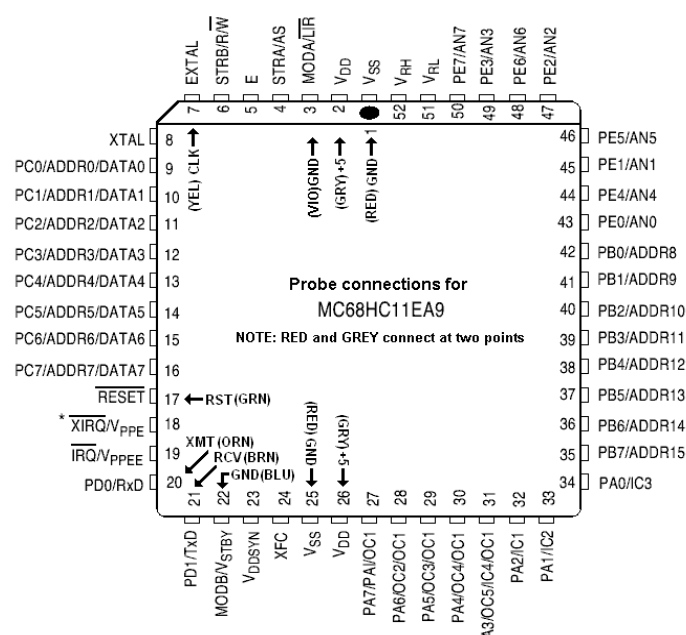 EXTAL
STRB/R/W
E
STRA/AS
MODA/LIR
VDD
VSS
VRH
VRL
PE7/AN7
PE3/AN3
PE6/AN6
PE2/AN2
7
6
5
4
3
2
1
52
51
50
49
48
47
(YEL) CLK
(VIO)GND
(GRY) +5
(RED) GND
XTAL 8
PC0/ADDR0/DATA0 9
PC1/ADDR1/DATA1 10
PC2/ADDR2/DATA2 11
PC3/ADDR3/DATA3 12
PC4/ADDR4/DATA4 13
PC5/ADDR5/DATA5 14
PC6/ADDR6/DATA6 15
PC7/ADDR7/DATA7 16
RESET 17 RST (GRN)
* XIRQ/VPPE 18
IRQ/VPPEE 19
PD0/RxD 20
46 PE5/AN5
45 PE1/AN1
44 PE4/AN4
43 PE0/AN0
42 PB0/ADDR8
41 PB1/ADDR9
40 PB2/ADDR10
39 PB3/ADDR11
38 PB4/ADDR12
37 PB5/ADDR13
36 PB6/ADDR14
35 PB7/ADDR15
34 PA0/IC3
Probe connections for
MC68HC11EA9
NOTE: RED and GREY connect at two points
XMT (ORN)
RCV (BRN)
GND(BLU)
(RED) GND
(GRY) +5
21
22
23
24
25
26
27
28
29
30
31
32
33
PD1/TxD
MODB/VSTBY
VDDSYN
XFC
VSS
VDD
PA7/PAI/OC1
PA6/OC2/OC1
PA5/OC3/OC1
PA4/OC4/OC1
A3/OC5/IC4/OC1
PA2/IC1
PA1/IC2